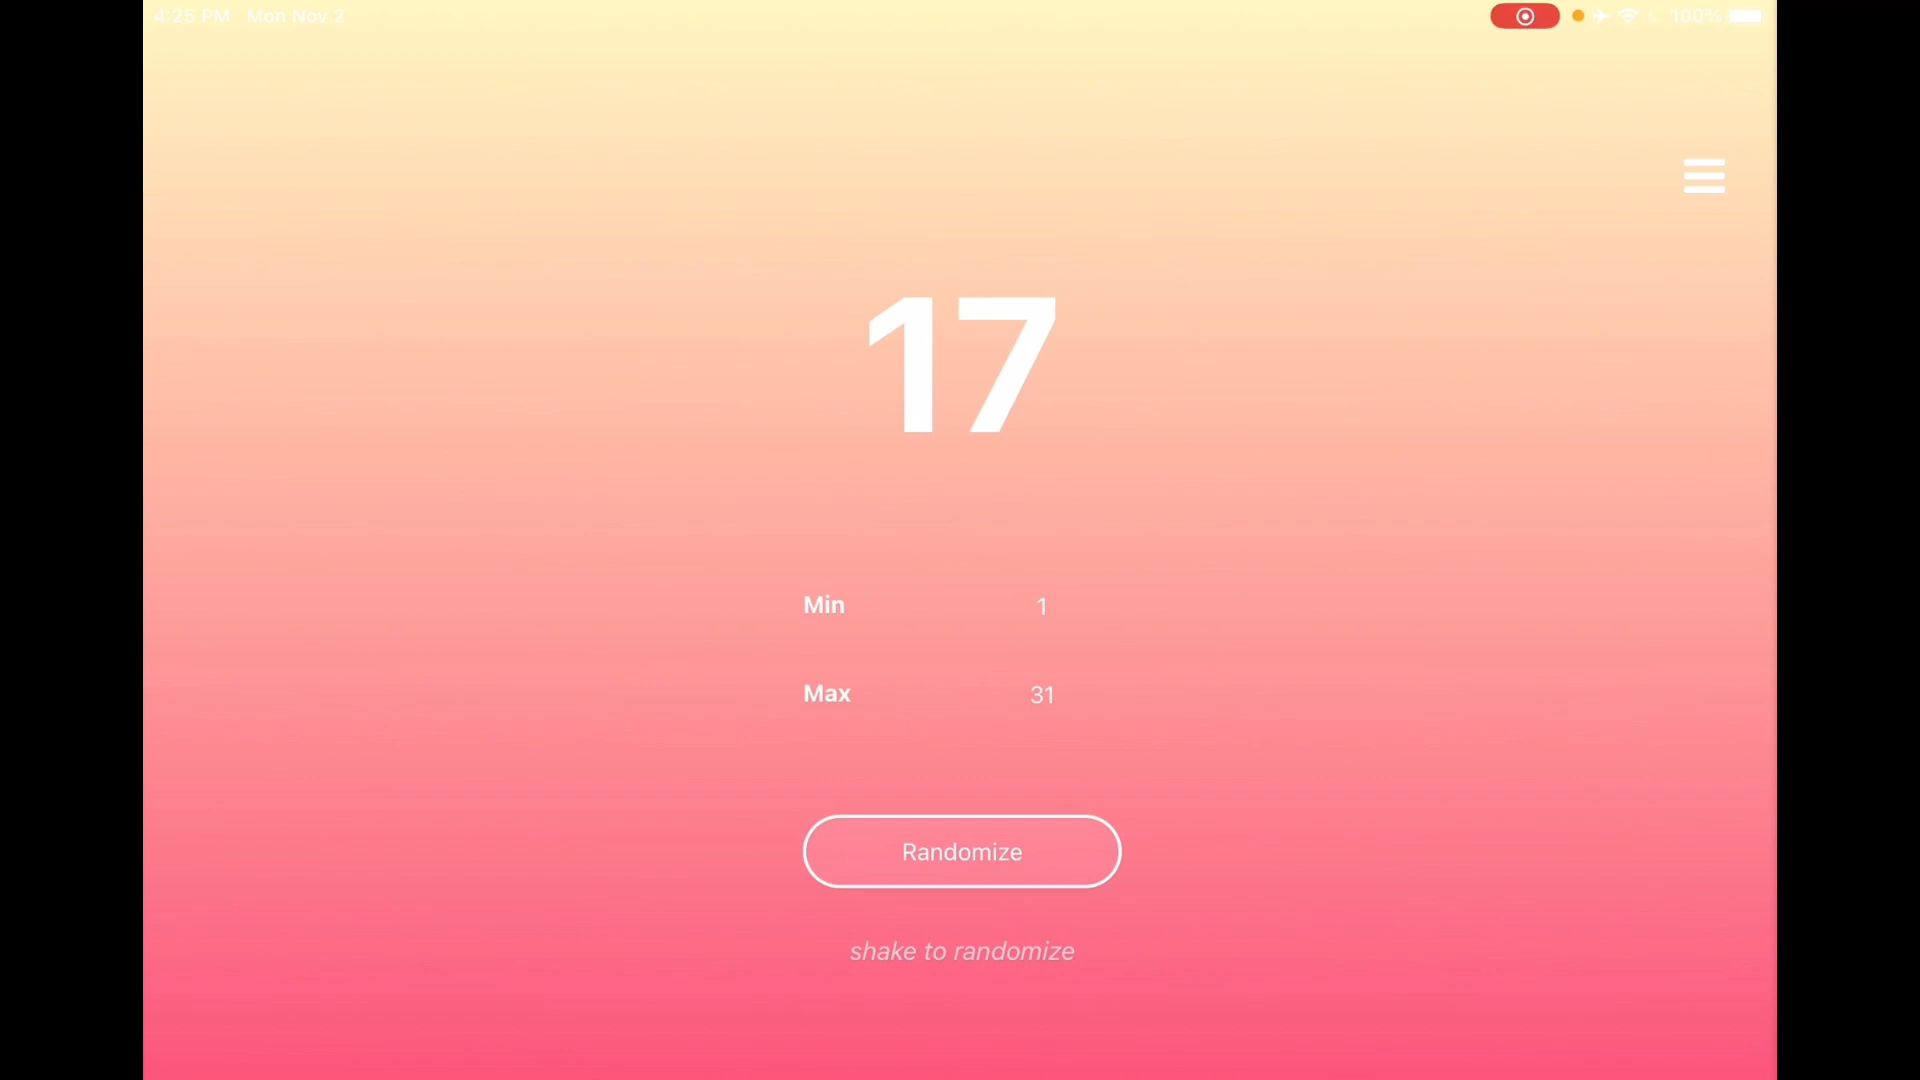 4:25 PM Mon Nov 2
100%
17
Min 1
Max 31
Randomize
shake to randomize